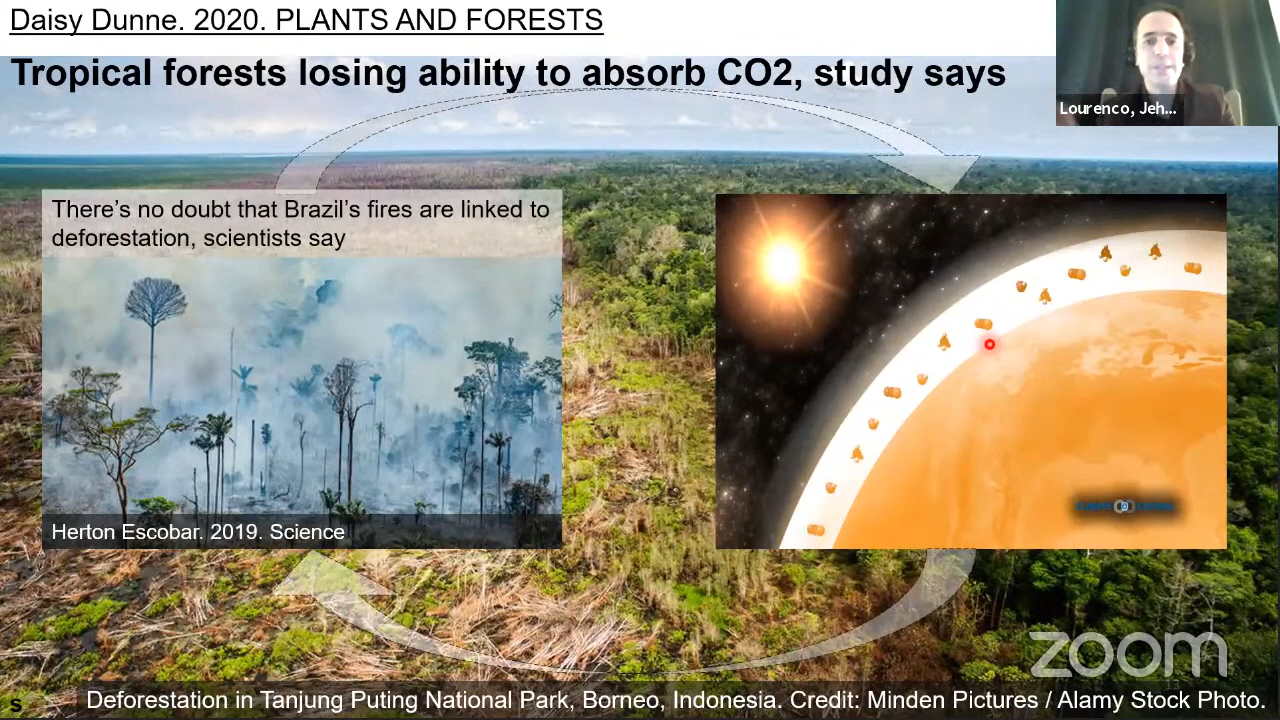 Daisy Dunne. 2020. PLANTS AND FORESTS
Tropical forests losing ability to absorb CO2, study says
Lourenco, Jeh...
There's no doubt that Brazil's fires are linked to
deforestation, scientists say
Herton Escobar. 2019. Science
zoom
s
Deforestation in Tanjung Puting National Park, Borneo, Indonesia. Credit: Minden Pictures / Alamy Stock Photo.